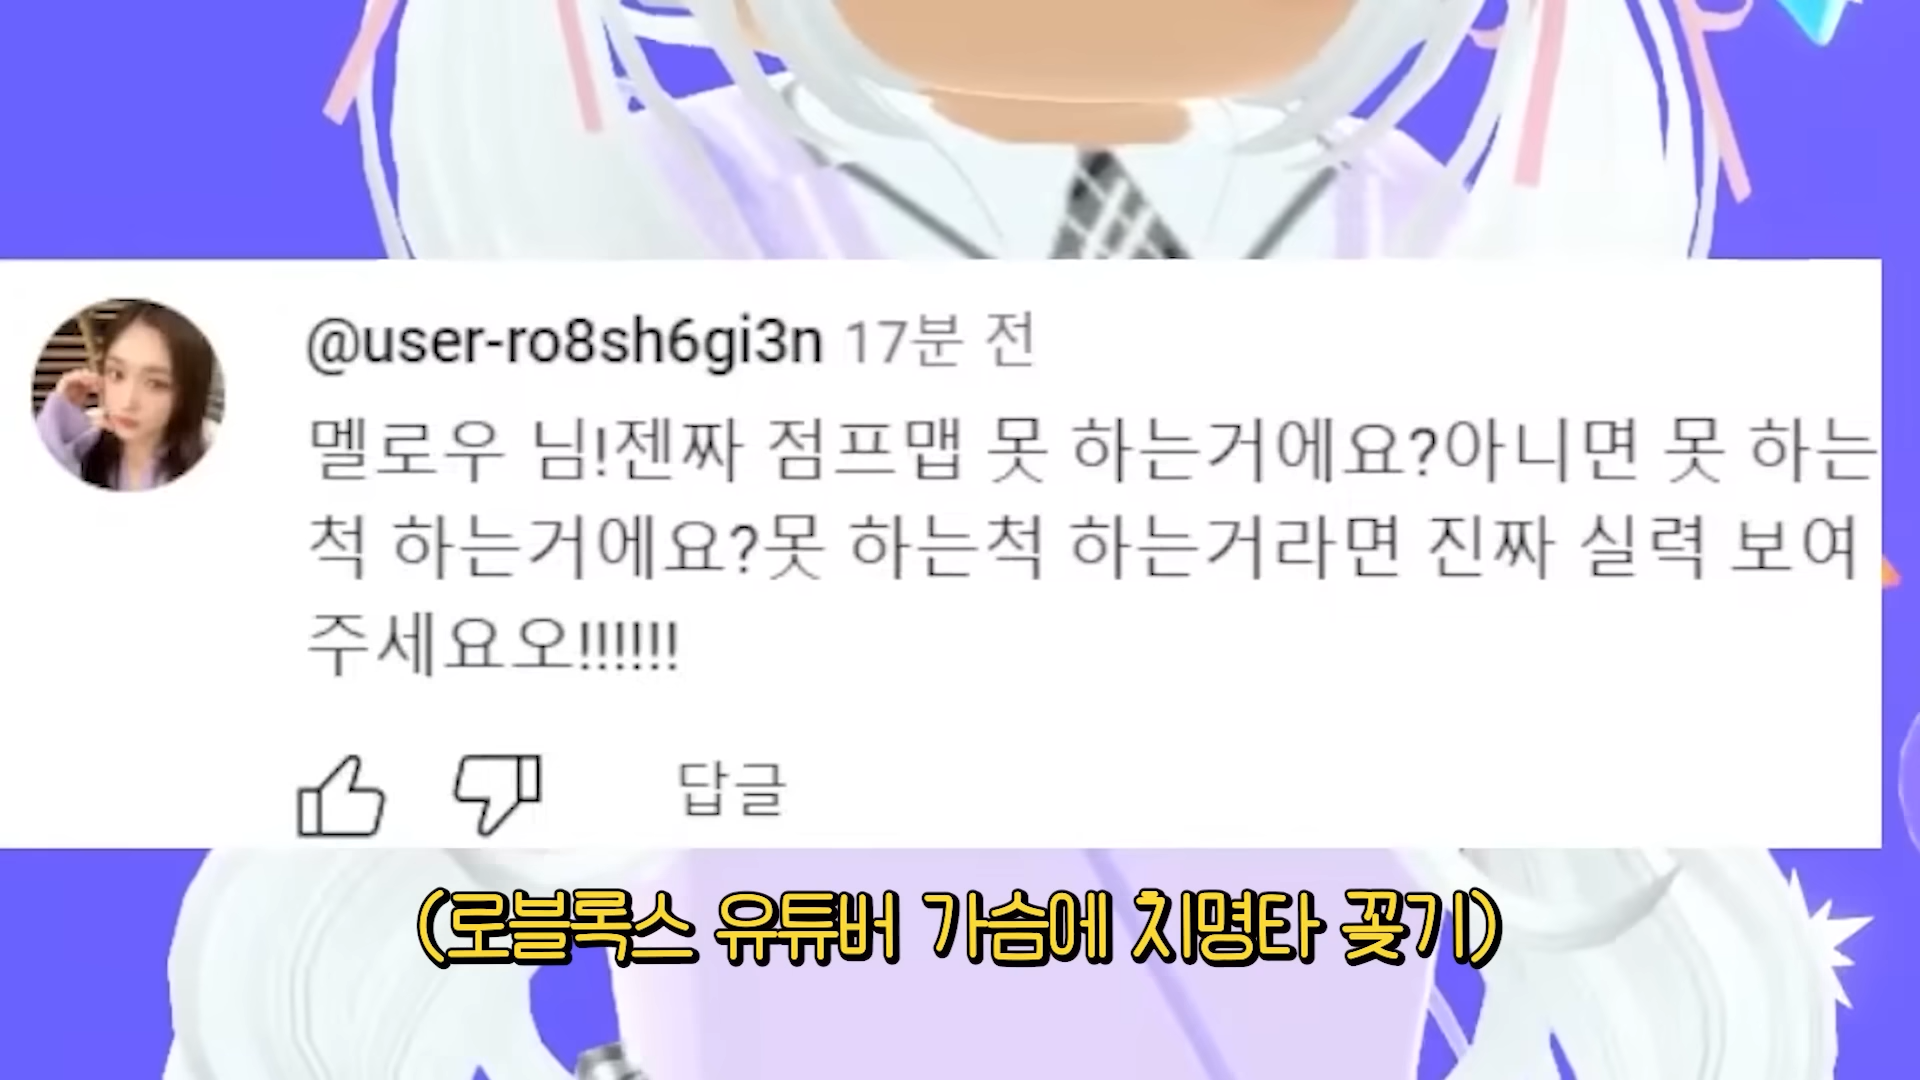 @user-ro8sh6gi3n 17분 전
멜로우 님!젠짜 점프맵 못 하는거에요?아니면 못 하는
척 하는거에요?못 하는척 하는거라면 진짜 실력 보여
주세요오!!!!!!
답글
(로블록스 유튜버 가슴에 치명타 꽂기)